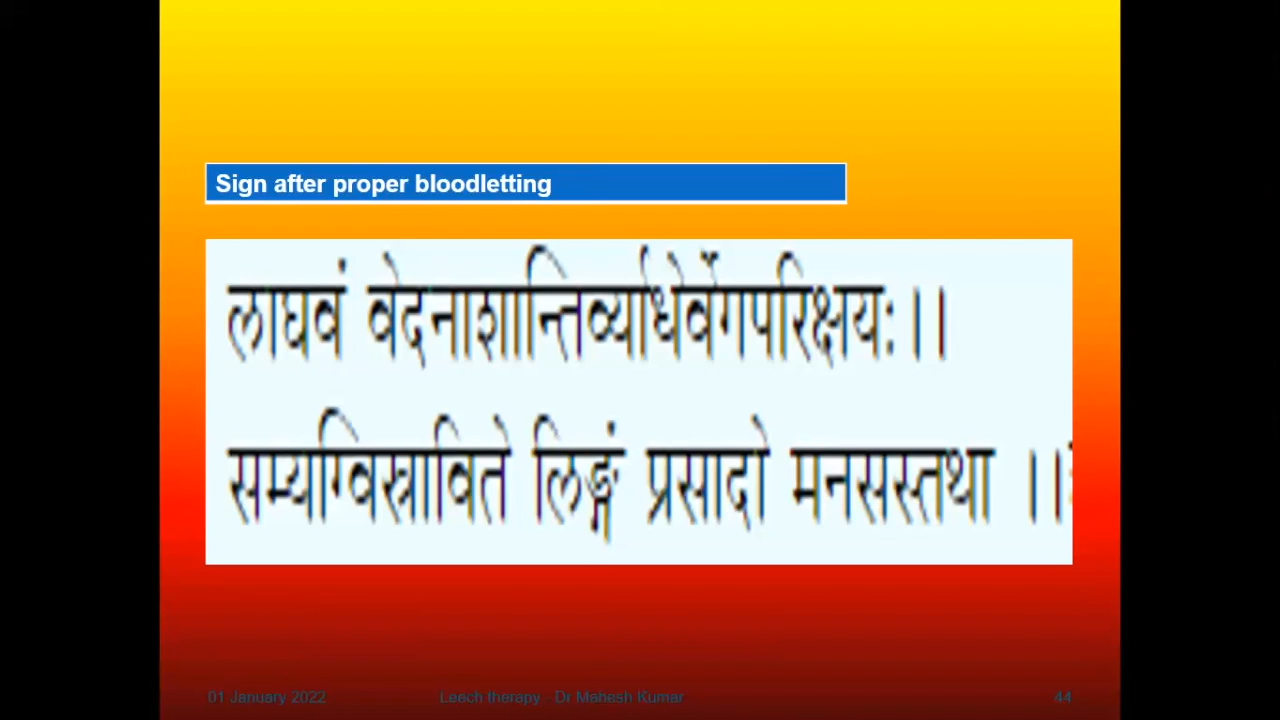 Sign after proper bloodletting
लाघवं वेदनाशान्तिर्व्याधेर्वेगपरिक्षयः।।
सम्यग्विस्राविते लिङ्गं प्रसादो मनसस्तथा ।।
01 January 2022 Leech therapy - Dr Mahesh Kumar 44